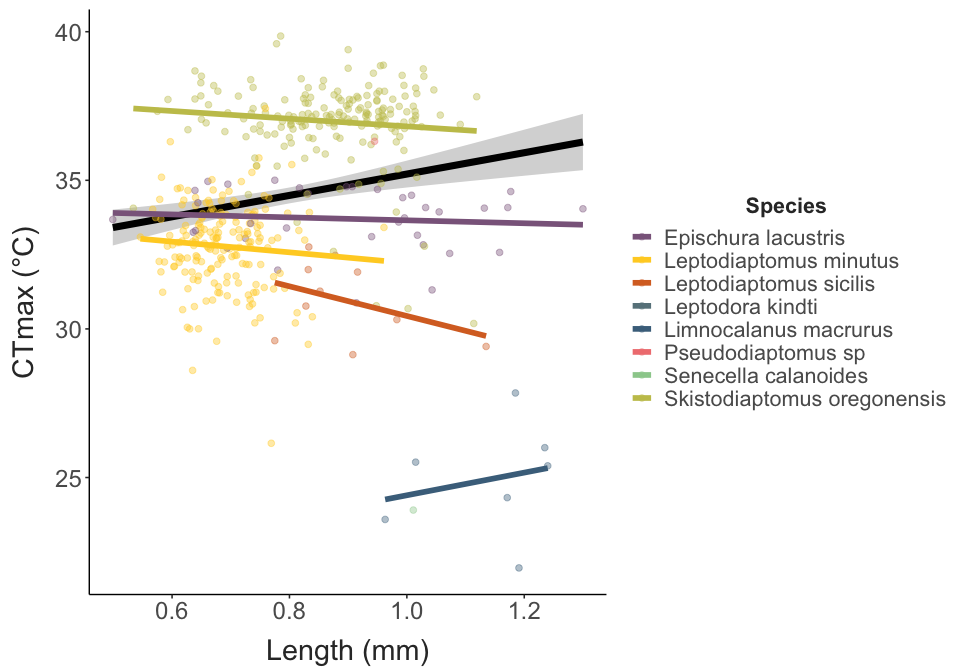 40
35
30
25
CTmax (°C)
0.6 0.8 1.0 1.2
Length (mm)
Species
Epischura lacustris
Leptodiaptomus minutus
Leptodiaptomus sicilis
Leptodora kindti
Limnocalanus macrurus
Pseudodiaptomus sp
Senecella calanoides
Skistodiaptomus oregonensis